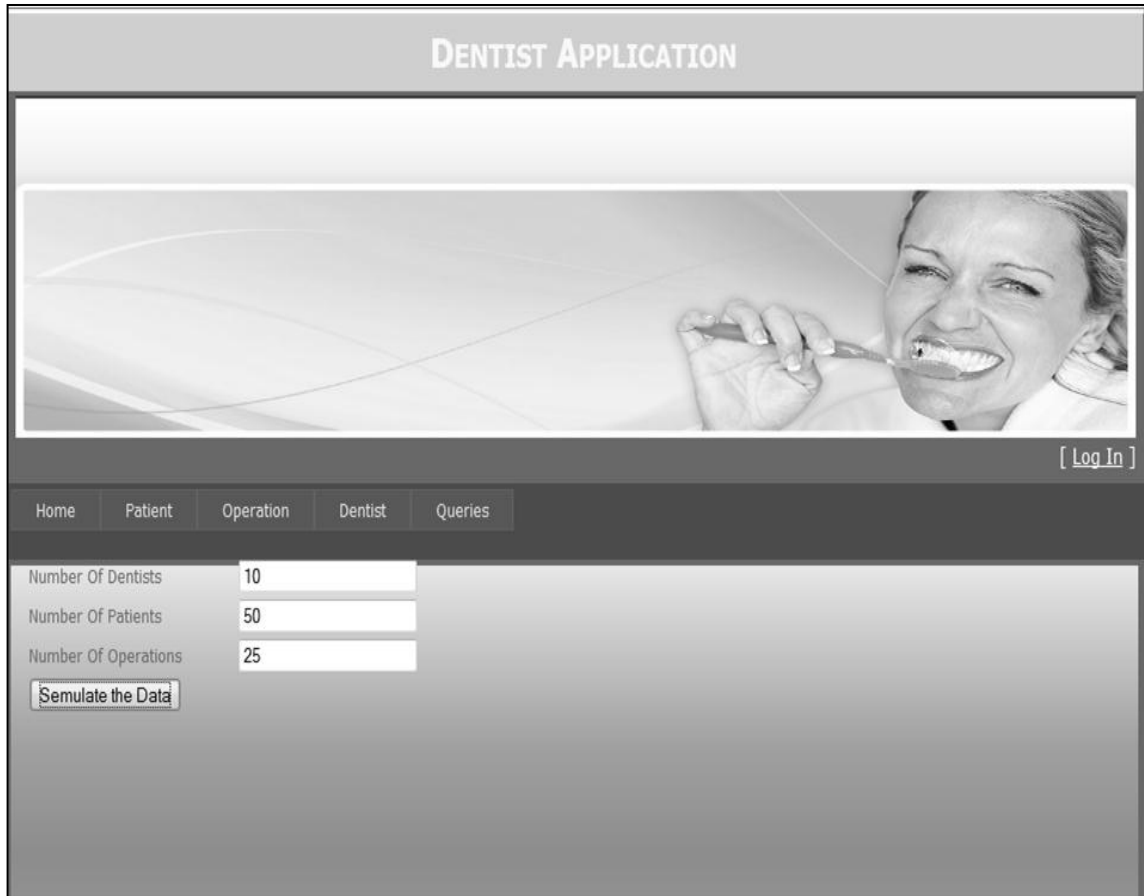 DENTIST APPLICATION
[ Log In ]
Home Patient Operation Dentist Queries
Number Of Dentists 10
Number Of Patients 50
Number Of Operations 25
Semulate the Data